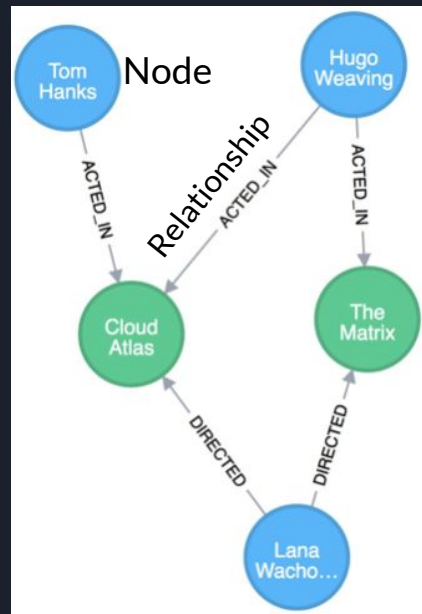 Tom
Hanks
Node
Hugo
Weaving
Relationship
ACTED_IN
ACTED_IN
ACTED_IN
Cloud
Atlas
The
Matrix
DIRECTED
DIRECTED
Lana
Wacho...